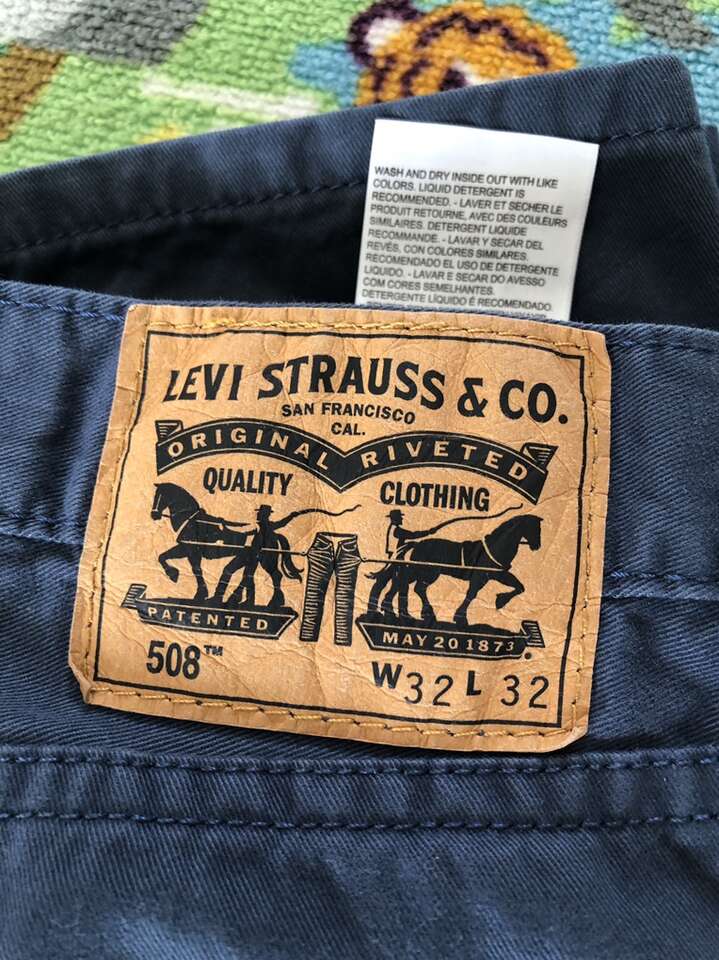 WASH AND DRY INSIDE OUT WITH LIKE
COLORS. LIQUID DETERGENT IS
RECOMMENDED. - LAVER ET SECHER LE
PRODUIT RETOURNE, AVEC DES COULEURS
SIMILAIRES. DETERGENT LIQUIDE
RECOMMANDE. - LAVAR Y SECAR DEL
REVÉS, CON COLORES SIMILARES.
RECOMENDADO EL USO DE DETERGENTE
LIQUIDO. - LAVAR E SECAR DO AVESSO
COM CORES SEMELHANTES.
DETERGENTE LÍQUIDO É RECOMENDADO.
LEVI STRAUSS & CO.
SAN FRANCISCO
CAL.
ORIGINAL RIVETED
QUALITY CLOTHING
PATENTED MAY 20 1873
508™
W32 L 32